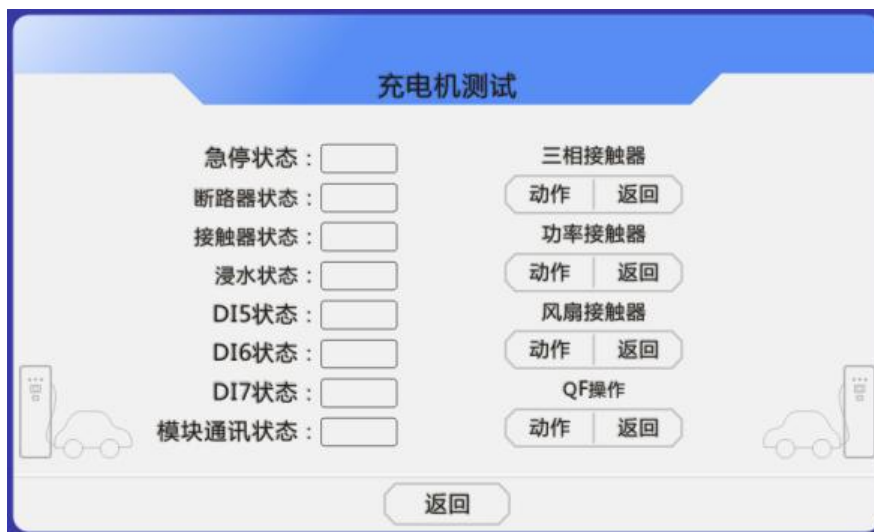 充电机测试
急停状态：
断路器状态：
接触器状态：
浸水状态：
DI5状态：
DI6状态：
DI7状态：
模块通讯状态：
三相接触器
动作 返回
功率接触器
动作 返回
风扇接触器
动作 返回
QF操作
动作 返回
返回